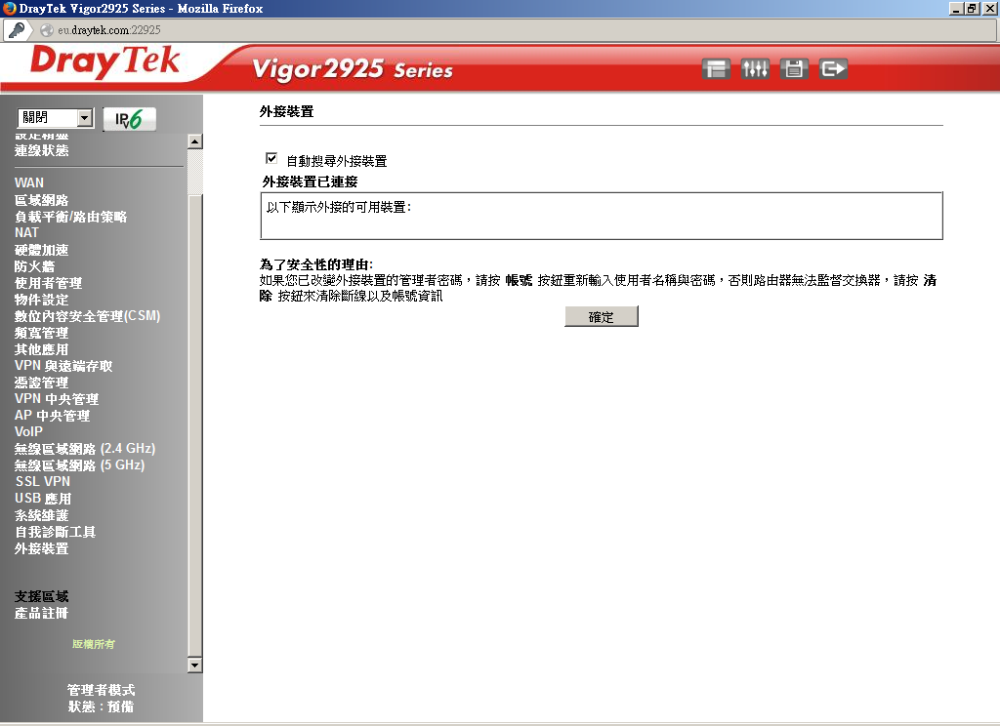 DrayTek Vigor2925 Series - Mozilla Firefox
eu.draytek.com:22925
DrayTek
Vigor2925 Series
關閉
IPv6
設定精靈
連線狀態
WAN
區域網路
負載平衡/路由策略
NAT
硬體加速
防火牆
使用者管理
物件設定
數位內容安全管理(CSM)
頻寬管理
其他應用
VPN 與遠端存取
憑證管理
VPN 中央管理
AP 中央管理
VoIP
無線區域網路 (2.4 GHz)
無線區域網路 (5 GHz)
SSL VPN
USB 應用
系統維護
自我診斷工具
外接裝置
支援區域
產品註冊
版權所有
管理者模式
狀態：預備
外接裝置
自動搜尋外接裝置
外接裝置已連接
以下顯示外接的可用裝置:
為了安全性的理由:
如果您已改變外接裝置的管理者密碼，請按 帳號 按鈕重新輸入使用者名稱與密碼，否則路由器無法監督交換器，請按 清
除 按鈕來清除斷線以及帳號資訊
確定